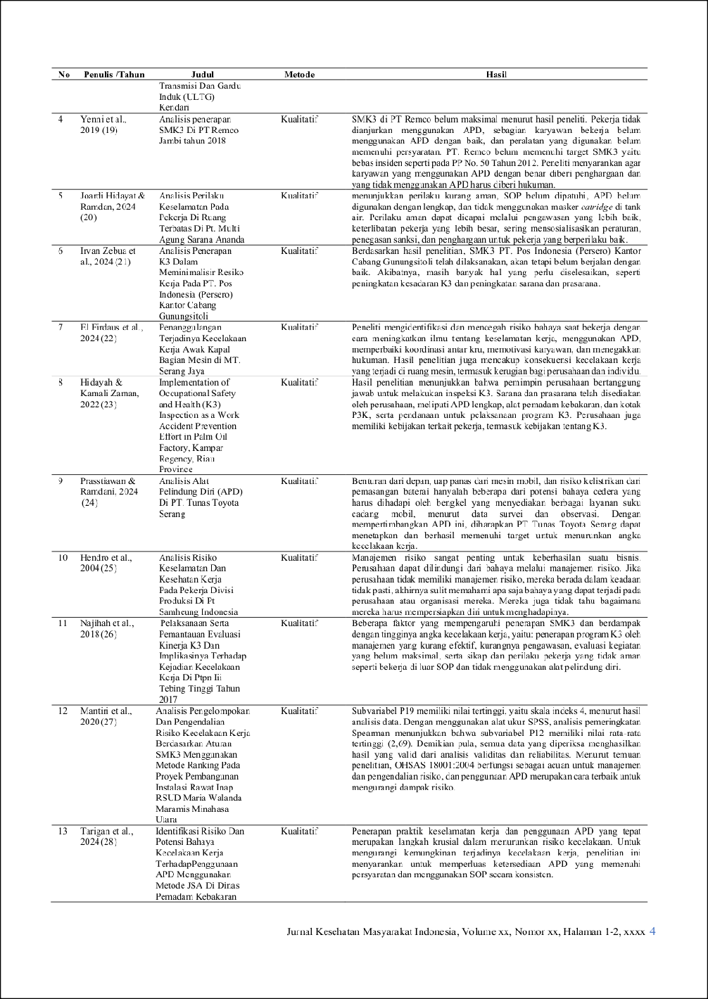 No Penulis /Tahun Judul Metode Hasil
Transmisi Dan Gardu
Induk (ULTG)
Kendari
4 Yenni et al., 2019 (19)
Analisis penerapan
SMK3 Di PT Remco
Jambi tahun 2018
Kualitatif
SMK3 di PT Remco belum maksimal menurut hasil peneliti. Pekerja tidak
dianjurkan menggunakan APD, sebagian karyawan bekerja belum
menggunakan APD dengan baik, dan peralatan yang digunakan belum
memenuhi persyaratan. PT. Remco belum memenuhi target SMK3 yaitu
bebas insiden seperti pada PP No. 50 Tahun 2012. Peneliti menyarankan agar
karyawan yang menggunakan APD dengan benar diberi penghargaan dan
yang tidak menggunakan APD harus diberi hukuman.
5 Joardi Hidayat &
Ramdan, 2024
(20)
Analisis Perilaku
Keselamatan Pada
Pekerja Di Ruang
Terbatas Di Pt. Multi
Agung Sarana Ananda
Kualitatif
menunjukkan perilaku kurang aman, SOP belum dipatuhi, APD belum
digunakan dengan lengkap, dan tidak menggunakan masker catridge di tank
air. Perilaku aman dapat dicapai melalui pengawasan yang lebih baik,
keterlibatan pekerja yang lebih besar, sering mensosialisasikan peraturan,
penegasan sanksi, dan penghargaan untuk pekerja yang berperilaku baik.
6 Irvan Zebua et
al., 2024 (21)
Analisis Penerapan
K3 Dalam
Meminimalisir Resiko
Kerja Pada PT. Pos
Indonesia (Persero)
Kantor Cabang
Gunungsitoli
Kualitatif
Berdasarkan hasil penelitian, SMK3 PT. Pos Indonesia (Persero) Kantor
Cabang Gunungsitoli telah dilaksanakan, akan tetapi belum berjalan dengan
baik. Akibatnya, masih banyak hal yang perlu diselesaikan, seperti
peningkatan kesadaran K3 dan peningkatan sarana dan prasarana.
7 El Firdaus et al.,
2024 (22)
Penanggulangan
Terjadinya Kecelakaan
Kerja Awak Kapal
Bagian Mesin di MT.
Serang Jaya
Kualitatif
Peneliti mengidentifikasi dan mencegah risiko bahaya saat bekerja dengan
cara meningkatkan ilmu tentang keselamatan kerja, menggunakan APD,
memperbaiki koordinasi antar kru, memotivasi karyawan, dan menegakkan
hukuman. Hasil penelitian juga mencakup konsekuensi kecelakaan kerja
yang terjadi di ruang mesin, termasuk kerugian bagi perusahaan dan individu.
8 Hidayah &
Kamali Zaman,
2022 (23)
Implementation of
Occupational Safety
and Health (K3)
Inspection as a Work
Accident Prevention
Effort in Palm Oil
Factory, Kampar
Regency, Riau
Province
Kualitatif
Hasil penelitian menunjukkan bahwa pemimpin perusahaan bertanggung
jawab untuk melakukan inspeksi K3. Sarana dan prasarana telah disediakan
oleh perusahaan, meliputi APD lengkap, alat pemadam kebakaran, dan kotak
P3K, serta pendanaan untuk pelaksanaan program K3. Perusahaan juga
memiliki kebijakan terkait pekerja, termasuk kebijakan tentang K3.
9 Prasstiawan &
Ramdani, 2024
(24)
Analisis Alat
Pelindung Diri (APD)
Di PT. Tunas Toyota
Serang
Kualitatif
Benturan dari depan, uap panas dari mesin mobil, dan risiko kelistrikan dari
pemasangan baterai hanyalah beberapa dari potensi bahaya cedera yang
harus dihadapi oleh bengkel yang menyediakan berbagai layanan suku
cadang mobil, menurut data survei dan observasi. Dengan
mempertimbangkan APD ini, diharapkan PT Tunas Toyota Serang dapat
menetapkan dan berhasil memenuhi target untuk menurunkan angka
kecelakaan kerja.
10 Hendro et al.,
2004 (25)
Analisis Risiko
Keselamatan Dan
Kesehatan Kerja
Pada Pekerja Divisi
Produksi Di Pt
Samheung Indonesia
Kualitatif
Manajemen risiko sangat penting untuk keberhasilan suatu bisnis.
Perusahaan dapat dilindungi dari bahaya melalui manajemen risiko. Jika
perusahaan tidak memiliki manajemen risiko, mereka berada dalam keadaan
tidak pasti, akhirnya sulit memahami apa saja bahaya yang dapat terjadi pada
perusahaan atau organisasi mereka. Mereka juga tidak tahu bagaimana
mereka harus mempersiapkan diri untuk menghadapinya.
11 Najihah et al.,
2018 (26)
Pelaksanaan Serta
Pemantauan Evaluasi
Kinerja K3 Dan
Implikasinya Terhadap
Kejadian Kecelakaan
Kerja Di Ptpn Iii
Tebing Tinggi Tahun
2017
Kualitatif
Beberapa faktor yang mempengaruhi penerapan SMK3 dan berdampak
dengan tingginya angka kecelakaan kerja, yaitu: penerapan program K3 oleh
manajemen yang kurang efektif, kurangnya pengawasan, evaluasi kegiatan
yang belum maksimal, serta sikap dan perilaku pekerja yang tidak aman
seperti bekerja di luar SOP dan tidak menggunakan alat pelindung diri.
12 Mantiri et al.,
2020 (27)
Analisis Pengelompokan
Dan Pengendalian
Risiko Kecelakaan Kerja
Berdasarkan Aturan
SMK3 Menggunakan
Metode Ranking Pada
Proyek Pembangunan
Instalasi Rawat Inap
RSUD Maria Walanda
Maramis Minahasa
Utara
Kualitatif
Subvariabel P19 memiliki nilai tertinggi, yaitu skala indeks 4, menurut hasil
analisis data. Dengan menggunakan alat ukur SPSS, analisis pemeringkatan
Spearman menunjukkan bahwa subvariabel P12 memiliki nilai rata-rata
tertinggi (2,69). Demikian pula, semua data yang diperiksa menghasilkan
hasil yang valid dari analisis validitas dan reliabilitas. Menurut temuan
penelitian, OHSAS 18001:2004 berfungsi sebagai acuan untuk manajemen
dan pengendalian risiko, dan penggunaan APD merupakan cara terbaik untuk
mengurangi dampak risiko.
13 Tarigan et al.,
2024 (28)
Identifikasi Risiko Dan
Potensi Bahaya
Kecelakaan Kerja
TerhadapPenggunaan
APD Menggunakan
Metode JSA Di Dinas
Pemadam Kebakaran
Kualitatif
Penerapan praktik keselamatan kerja dan penggunaan APD yang tepat
merupakan langkah krusial dalam menurunkan risiko kecelakaan. Untuk
mengurangi kemungkinan terjadinya kecelakaan kerja, penelitian ini
menyarankan untuk memperluas ketersediaan APD yang memenuhi
persyaratan dan menggunakan SOP secara konsisten.
Jurnal Kesehatan Masyarakat Indonesia, Volume xx, Nomor xx, Halaman 1-2, xxxx 4